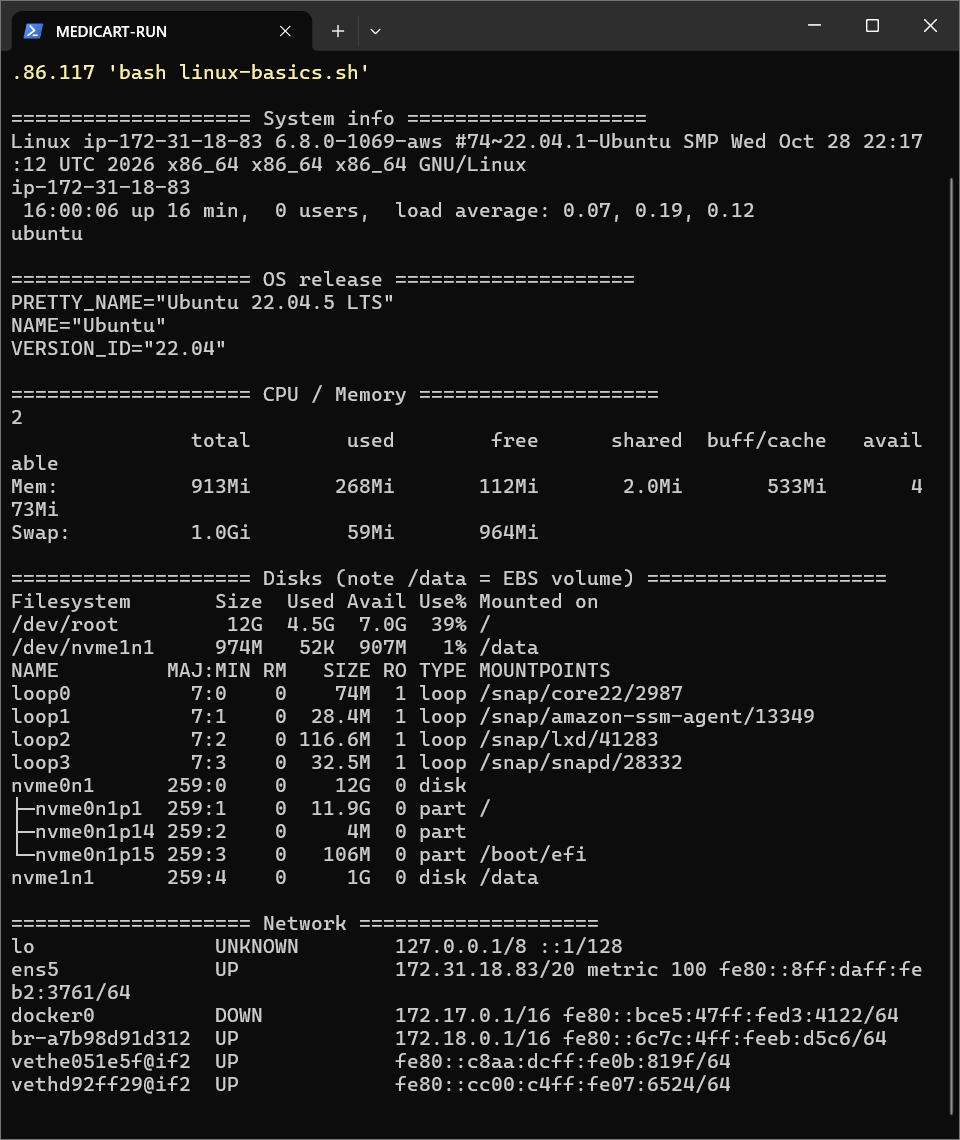 MEDICART-RUN
.86.117 'bash linux-basics.sh'
==================== System info ====================
Linux ip-172-31-18-83 6.8.0-1069-aws #74~22.04.1-Ubuntu SMP Wed Oct 28 22:17
:12 UTC 2026 x86_64 x86_64 x86_64 GNU/Linux
ip-172-31-18-83
 16:00:06 up 16 min,  0 users,  load average: 0.07, 0.19, 0.12
ubuntu
==================== OS release ====================
PRETTY_NAME="Ubuntu 22.04.5 LTS"
NAME="Ubuntu"
VERSION_ID="22.04"
==================== CPU / Memory ====================
2
               total        used        free      shared  buff/cache   avail
able
Mem:           913Mi       268Mi       112Mi       2.0Mi       533Mi       4
73Mi
Swap:          1.0Gi        59Mi       964Mi
==================== Disks (note /data = EBS volume) ====================
Filesystem       Size  Used Avail Use% Mounted on
/dev/root         12G  4.5G  7.0G  39% /
/dev/nvme1n1     974M   52K  907M   1% /data
NAME         MAJ:MIN RM   SIZE RO TYPE MOUNTPOINTS
loop0          7:0    0    74M  1 loop /snap/core22/2987
loop1          7:1    0  28.4M  1 loop /snap/amazon-ssm-agent/13349
loop2          7:2    0 116.6M  1 loop /snap/lxd/41283
loop3          7:3    0  32.5M  1 loop /snap/snapd/28332
nvme0n1      259:0    0    12G  0 disk
├─nvme0n1p1  259:1    0  11.9G  0 part /
├─nvme0n1p14 259:2    0     4M  0 part
└─nvme0n1p15 259:3    0   106M  0 part /boot/efi
nvme1n1      259:4    0     1G  0 disk /data
==================== Network ====================
lo               UNKNOWN        127.0.0.1/8 ::1/128
ens5             UP             172.31.18.83/20 metric 100 fe80::8ff:daff:fe
b2:3761/64
docker0          DOWN           172.17.0.1/16 fe80::bce5:47ff:fed3:4122/64
br-a7b98d91d312  UP             172.18.0.1/16 fe80::6c7c:4ff:feeb:d5c6/64
vethe051e5f@if2  UP             fe80::c8aa:dcff:fe0b:819f/64
vethd92ff29@if2  UP             fe80::cc00:c4ff:fe07:6524/64